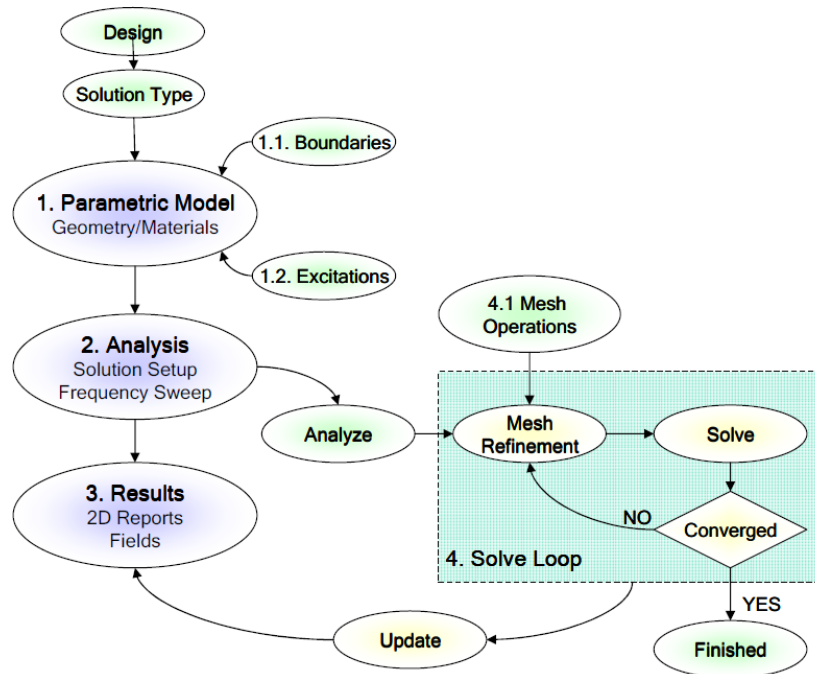 Design
Solution Type
1.1. Boundaries
1. Parametric Model
Geometry/Materials
1.2. Excitations
4.1 Mesh
Operations
2. Analysis
Solution Setup
Frequency Sweep
Analyze
Mesh
Refinement
Solve
3. Results
2D Reports
Fields
NO
Converged
4. Solve Loop
YES
Update
Finished